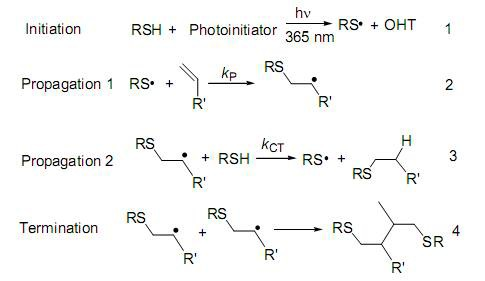 Initiation RSH + Photoinitiator hν 365 nm RS• + OHT 1
Propagation 1 RS• + R' kP RS R' 2
Propagation 2 RS R' + RSH kCT RS• + RS H R' 3
Termination RS R' + RS R' RS R' SR 4